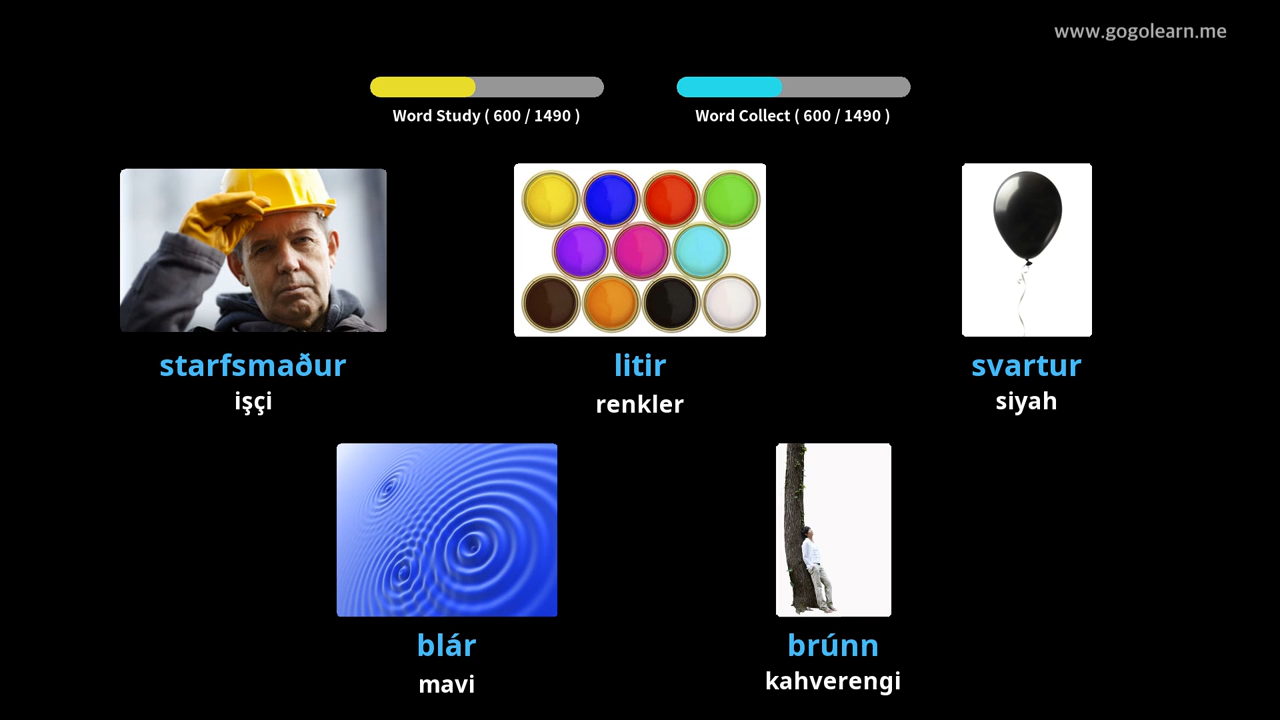 www.gogolearn.me
Word Study ( 600 / 1490 )
Word Collect ( 600 / 1490 )
starfsmaður
işçi
litir
renkler
svartur
siyah
blár
mavi
brúnn
kahverengi